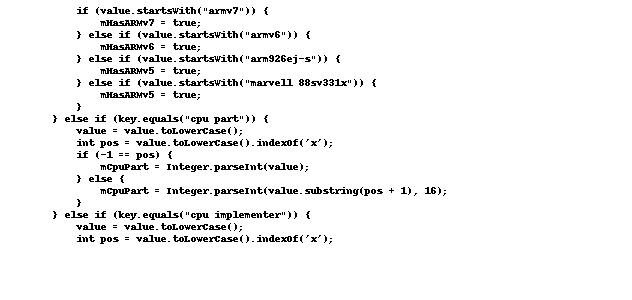 if (value.startsWith("armv7")) {
mHasARMv7 = true;
} else if (value.startsWith("armv6")) {
mHasARMv6 = true;
} else if (value.startsWith("arm926ej-s")) {
mHasARMv5 = true;
} else if (value.startsWith("marvell 88sv331x")) {
mHasARMv5 = true;
}
} else if (key.equals("cpu part")) {
value = value.toLowerCase();
int pos = value.toLowerCase().indexOf('x');
if (-1 == pos) {
mCpuPart = Integer.parseInt(value);
} else {
mCpuPart = Integer.parseInt(value.substring(pos + 1), 16);
}
} else if (key.equals("cpu implementer")) {
value = value.toLowerCase();
int pos = value.toLowerCase().indexOf('x');